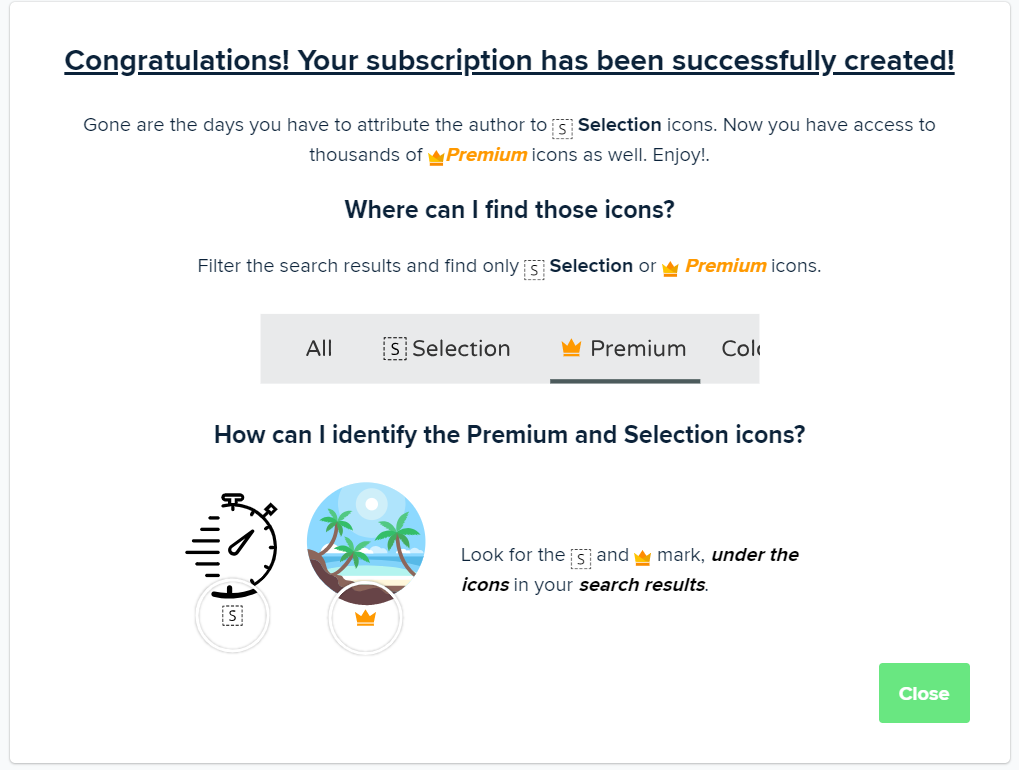 Congratulations! Your subscription has been successfully created!
Gone are the days you have to attribute the author to S Selection icons. Now you have access to
thousands of Premium icons as well. Enjoy!.
Where can I find those icons?
Filter the search results and find only S Selection or Premium icons.
All S Selection Premium Colo
How can I identify the Premium and Selection icons?
Look for the S and mark, under the
icons in your search results.
S
Close